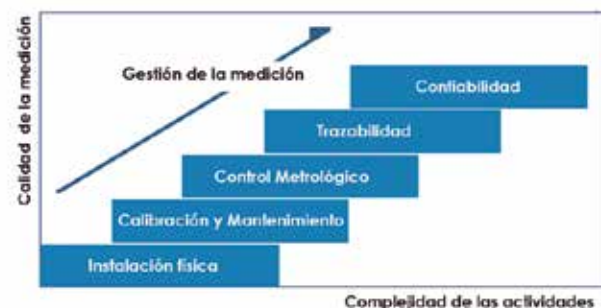 Calidad de la medición
Gestión de la medición
Confiabilidad
Trazabilidad
Control Metrológico
Calibración y Mantenimiento
Instalación física
Complejidad de las actividades